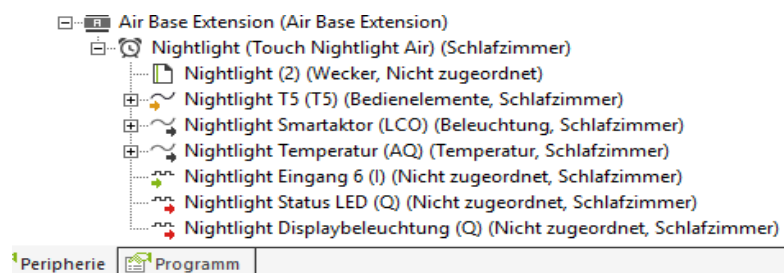 Air Base Extension (Air Base Extension)
Nightlight (Touch Nightlight Air) (Schlafzimmer)
Nightlight (2) (Wecker, Nicht zugeordnet)
Nightlight T5 (T5) (Bedienelemente, Schlafzimmer)
Nightlight Smartaktor (LCO) (Beleuchtung, Schlafzimmer)
Nightlight Temperatur (AQ) (Temperatur, Schlafzimmer)
Nightlight Eingang 6 (I) (Nicht zugeordnet, Schlafzimmer)
Nightlight Status LED (Q) (Nicht zugeordnet, Schlafzimmer)
Nightlight Displaybeleuchtung (Q) (Nicht zugeordnet, Schlafzimmer)
Peripherie Programm